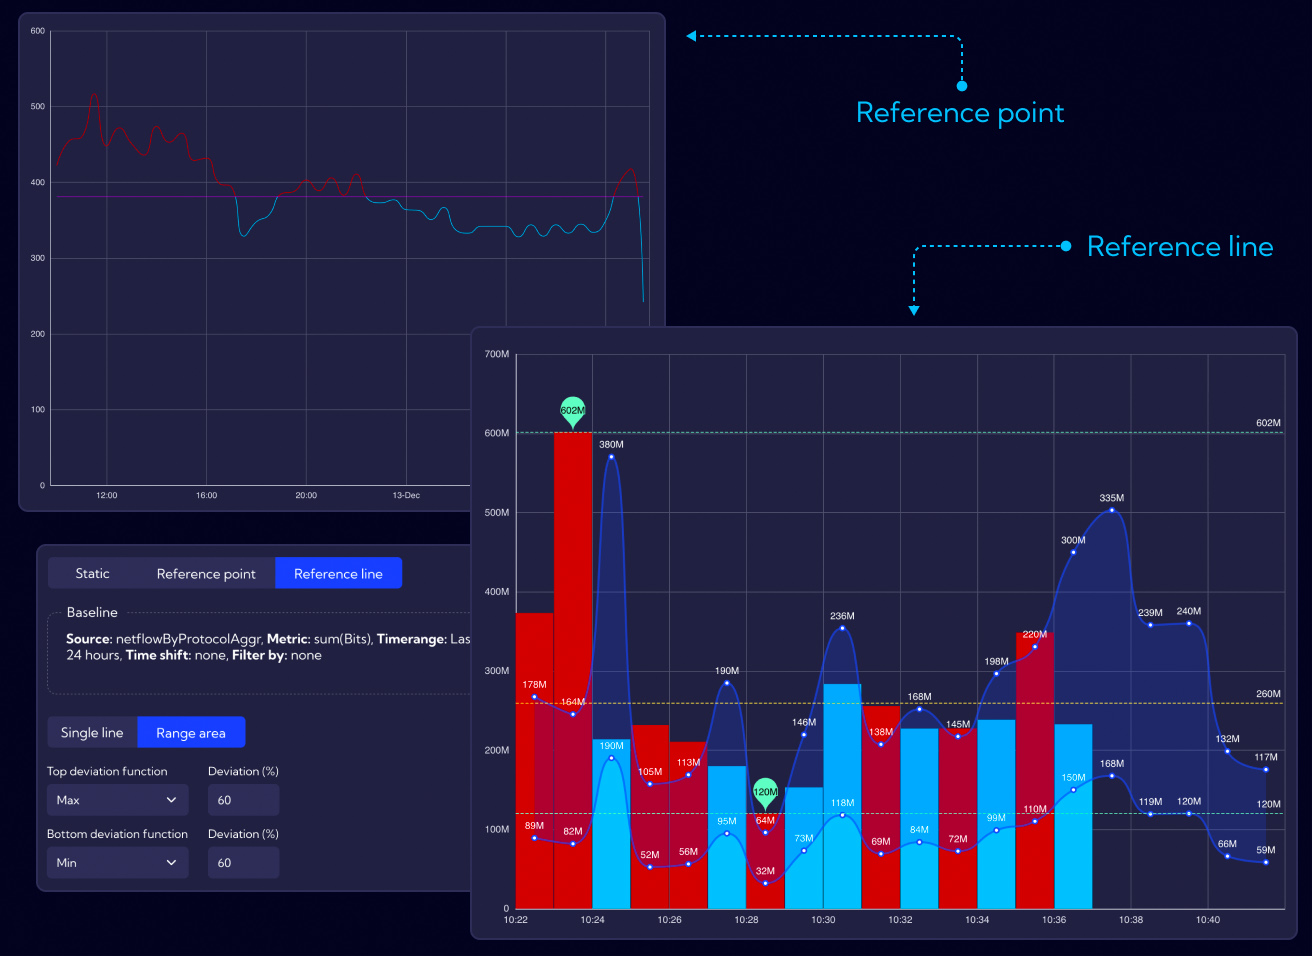 600
500
400
300
200
100
0
12:00 16:00 20:00 13-Dec
Reference point
Reference line
Static Reference point Reference line
Baseline
Source: netflowByProtocolAggr, Metric: sum(Bits), Timerange: Las
24 hours, Time shift: none, Filter by: none
Single line Range area
Top deviation function Deviation (%)
Max 60
Bottom deviation function Deviation (%)
Min 60
700M
600M
500M
400M
300M
200M
100M
0
10:22 10:24 10:26 10:28 10:30 10:32 10:34 10:36 10:38 10:40
602M
602M
260M
120M
120M
178M 164M 380M 105M 113M 190M 64M 146M 236M 138M 168M 145M 198M 220M 300M 335M 239M 240M 132M 117M
89M 82M 190M 52M 56M 95M 32M 73M 118M 69M 84M 72M 99M 110M 150M 168M 119M 120M 66M 59M